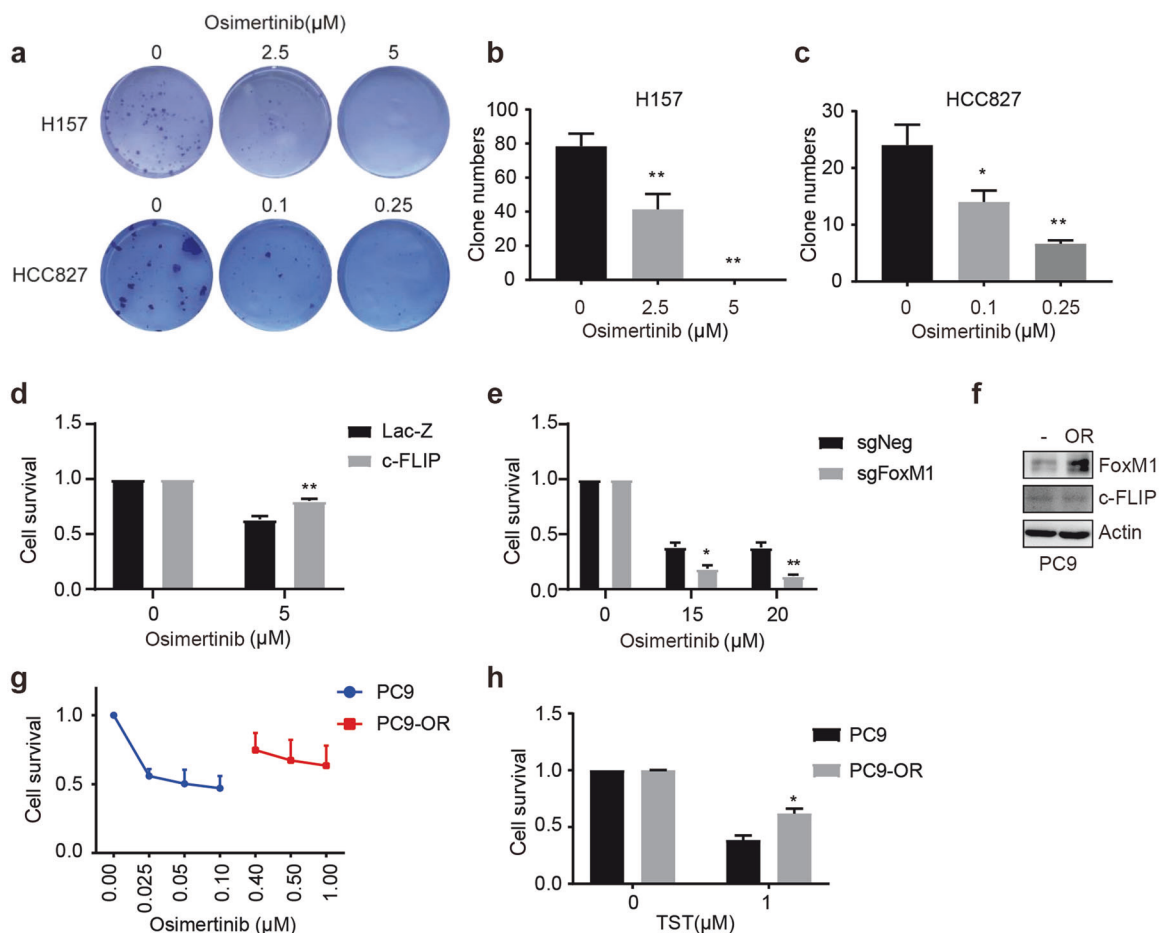 Osimertinib(μM)
a
0 2.5 5
H157
0 0.1 0.25
HCC827
b
H157
Clone numbers
100
80
60
40
20
0
**
**
0 2.5 5
Osimertinib (μM)
c
HCC827
Clone numbers
30
20
10
0
*
**
0 0.1 0.25
Osimertinib (μM)
d
Cell survival
1.5
1.0
0.5
0.0
Lac-Z
c-FLIP
**
0 5
Osimertinib (μM)
e
Cell survival
1.5
1.0
0.5
0.0
sgNeg
sgFoxM1
*
**
0 15 20
Osimertinib (μM)
f
- OR
FoxM1
c-FLIP
Actin
PC9
g
Cell survival
1.0
0.5
0.0
PC9
PC9-OR
0.00 0.025 0.05 0.10 0.40 0.50 1.00
Osimertinib (μM)
h
Cell survival
1.5
1.0
0.5
0.0
PC9
PC9-OR
*
0 1
TST(μM)